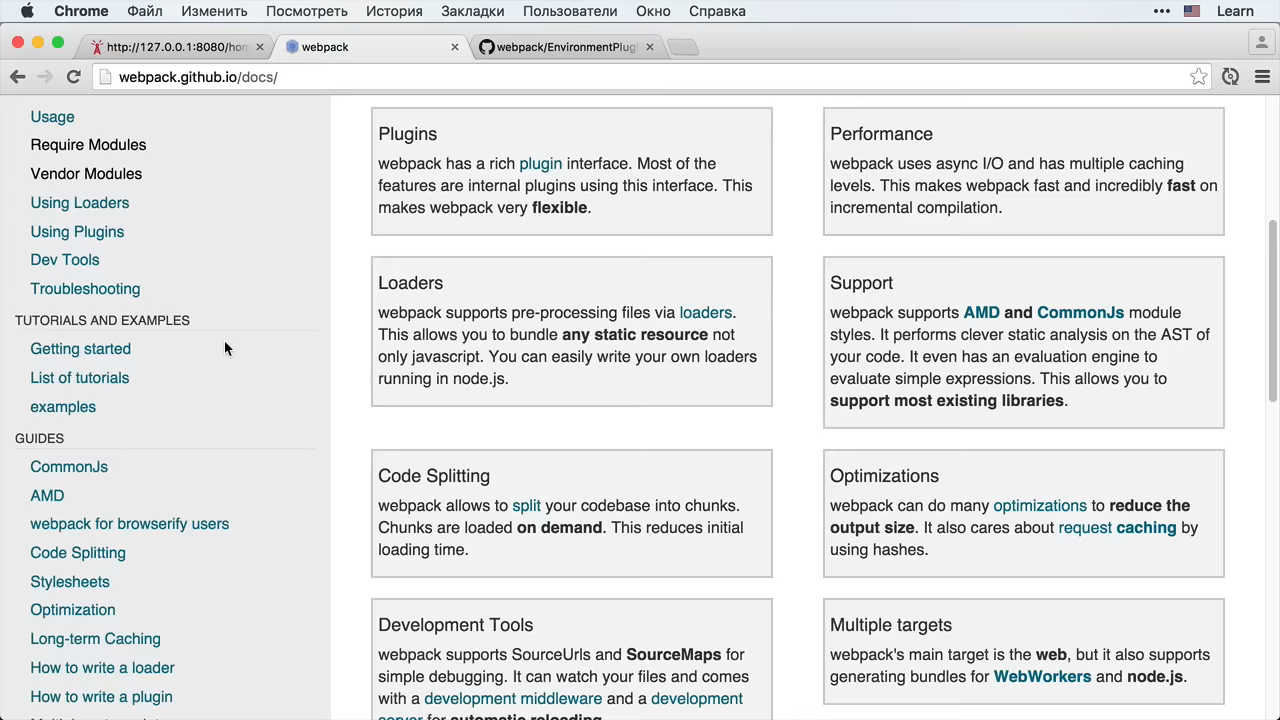 Chrome Файл Изменить Посмотреть История Закладки Пользователи Окно Справка ••• Learn
http://127.0.0.1:8080/hom
webpack
webpack/EnvironmentPlug
webpack.github.io/docs/
Usage
Require Modules
Vendor Modules
Using Loaders
Using Plugins
Dev Tools
Troubleshooting
TUTORIALS AND EXAMPLES
Getting started
List of tutorials
examples
GUIDES
CommonJs
AMD
webpack for browserify users
Code Splitting
Stylesheets
Optimization
Long-term Caching
How to write a loader
How to write a plugin
Plugins
webpack has a rich plugin interface. Most of the
features are internal plugins using this interface. This
makes webpack very flexible.
Performance
webpack uses async I/O and has multiple caching
levels. This makes webpack fast and incredibly fast on
incremental compilation.
Loaders
webpack supports pre-processing files via loaders.
This allows you to bundle any static resource not
only javascript. You can easily write your own loaders
running in node.js.
Support
webpack supports AMD and CommonJs module
styles. It performs clever static analysis on the AST of
your code. It even has an evaluation engine to
evaluate simple expressions. This allows you to
support most existing libraries.
Code Splitting
webpack allows to split your codebase into chunks.
Chunks are loaded on demand. This reduces initial
loading time.
Optimizations
webpack can do many optimizations to reduce the
output size. It also cares about request caching by
using hashes.
Development Tools
webpack supports SourceUrls and SourceMaps for
simple debugging. It can watch your files and comes
with a development middleware and a development
server for automatic reloading.
Multiple targets
webpack's main target is the web, but it also supports
generating bundles for WebWorkers and node.js.